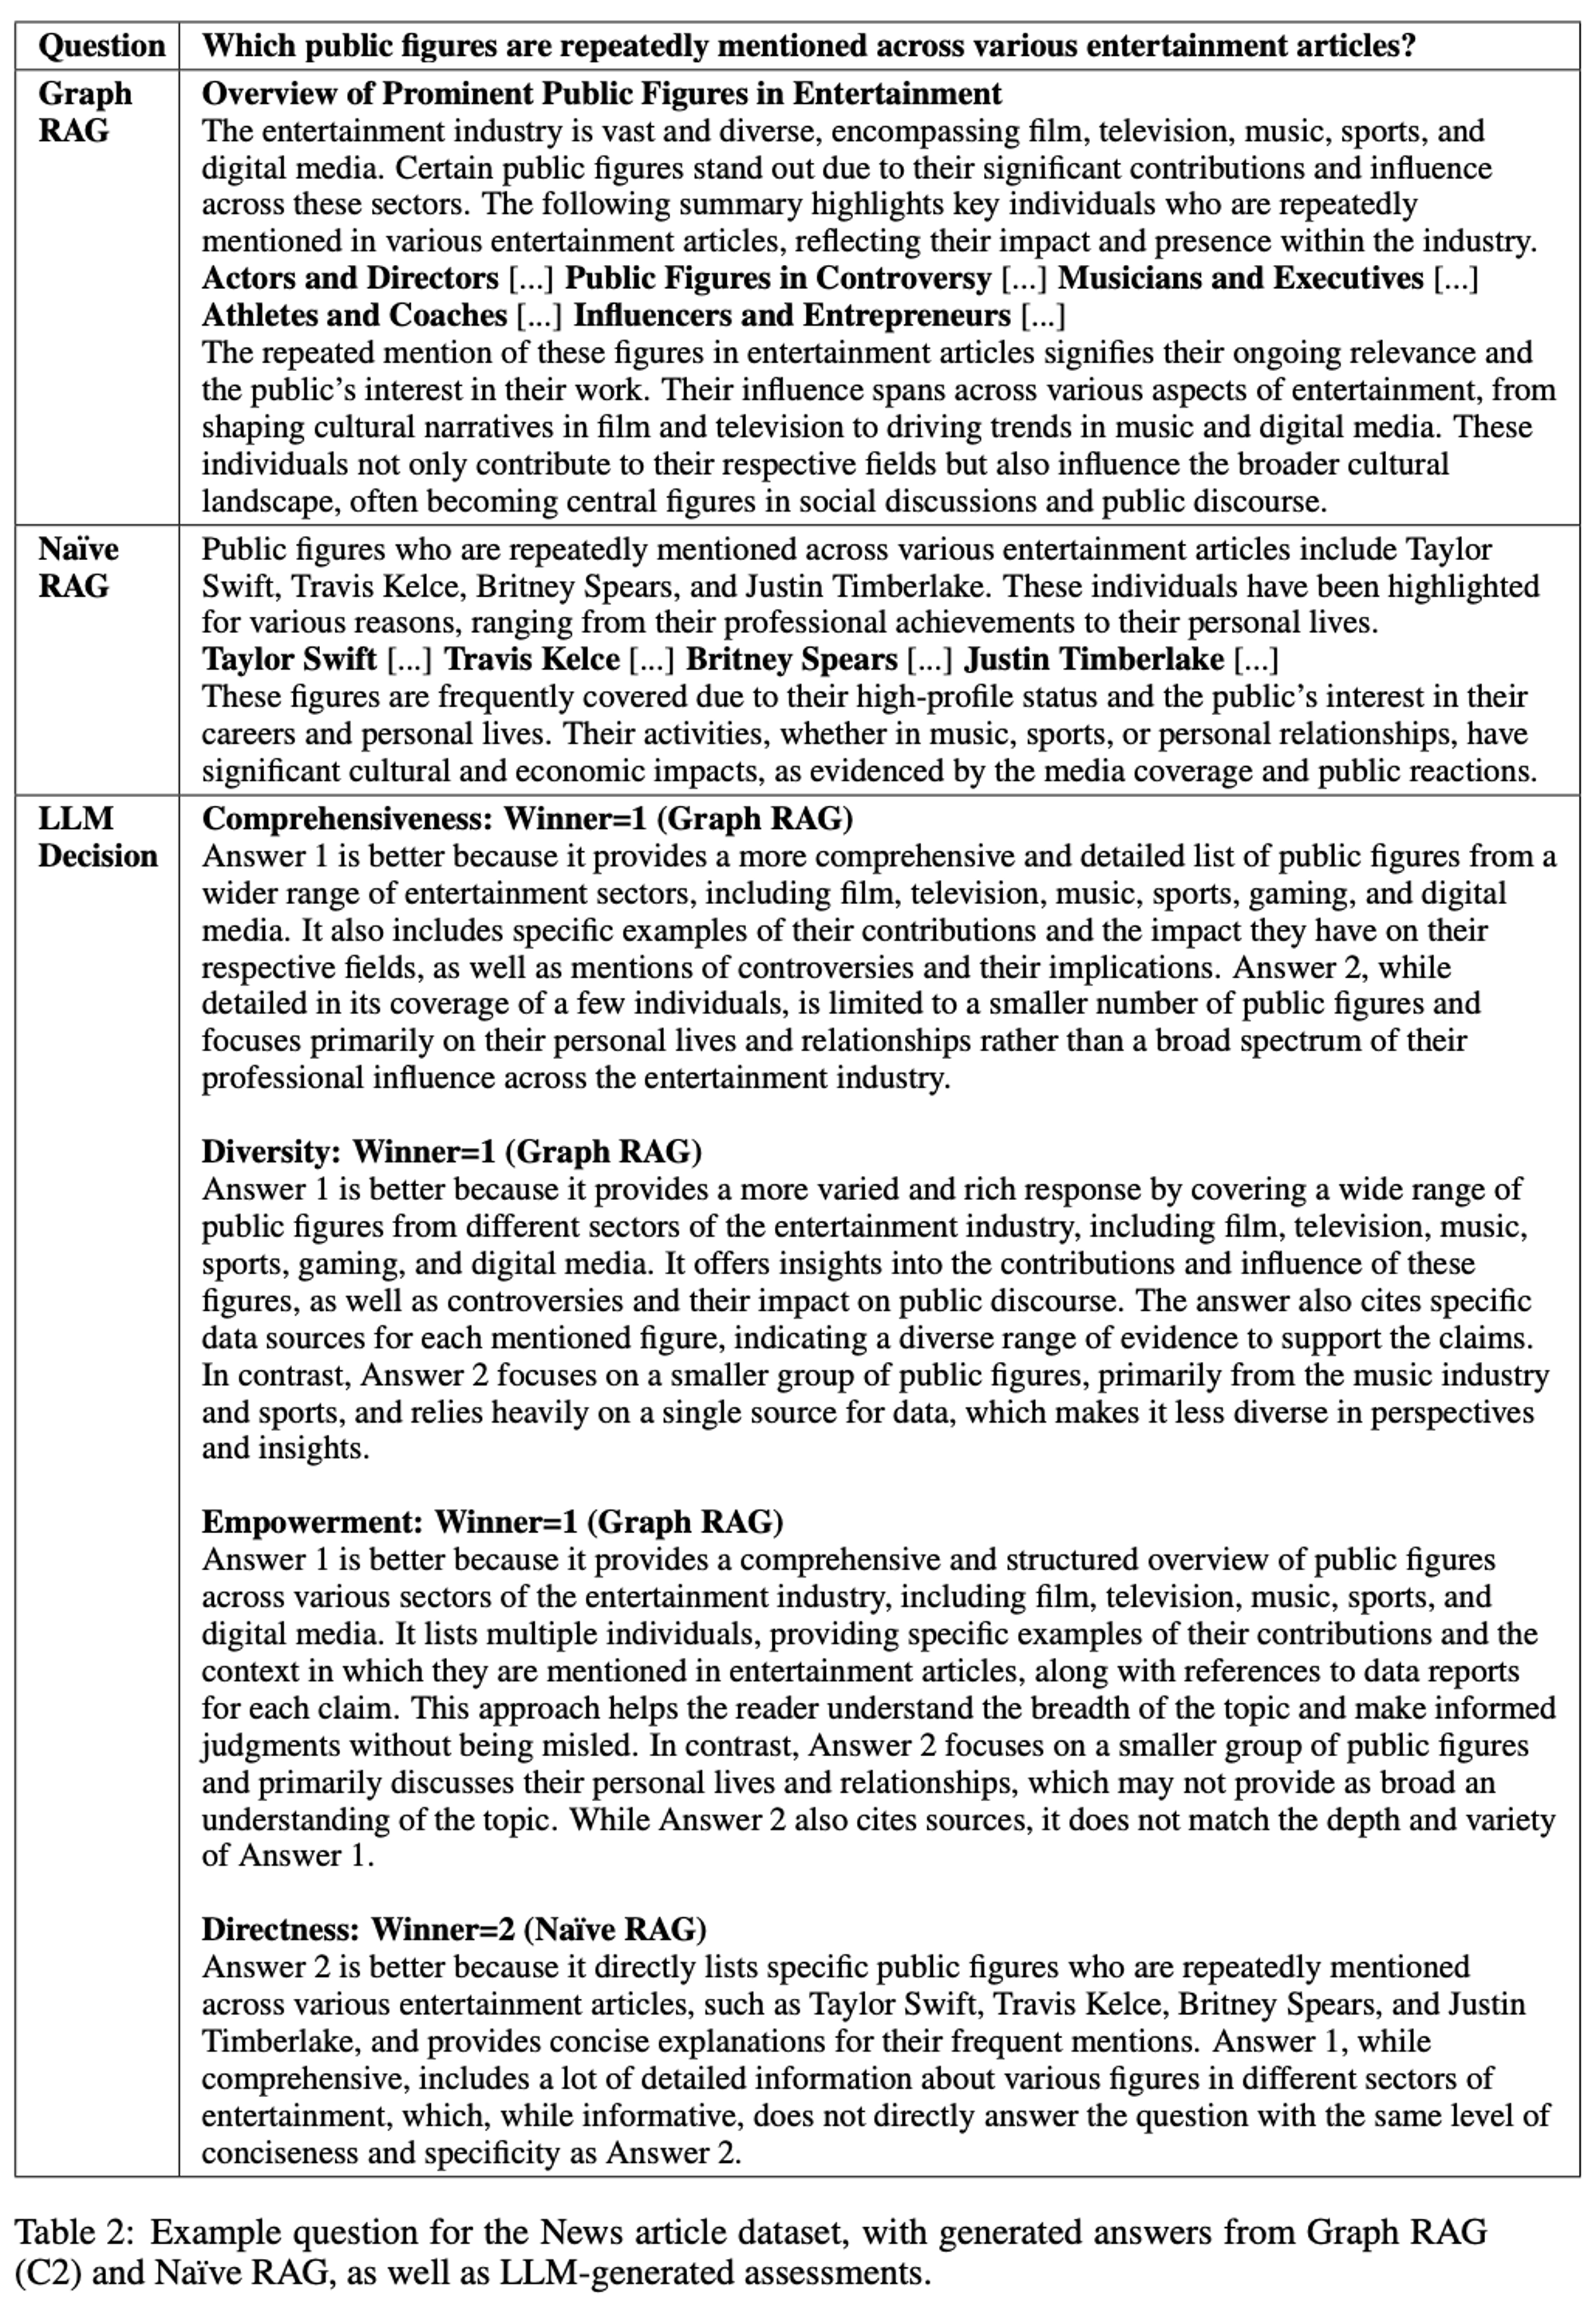 Question Which public figures are repeatedly mentioned across various entertainment articles?
Graph Overview of Prominent Public Figures in Entertainment
RAG The entertainment industry is vast and diverse, encompassing film, television, music, sports, and
digital media. Certain public figures stand out due to their significant contributions and influence
across these sectors. The following summary highlights key individuals who are repeatedly
mentioned in various entertainment articles, reflecting their impact and presence within the industry.
Actors and Directors [...] Public Figures in Controversy [...] Musicians and Executives [...]
Athletes and Coaches [...] Influencers and Entrepreneurs [...]
The repeated mention of these figures in entertainment articles signifies their ongoing relevance and
the public's interest in their work. Their influence spans across various aspects of entertainment, from
shaping cultural narratives in film and television to driving trends in music and digital media. These
individuals not only contribute to their respective fields but also influence the broader cultural
landscape, often becoming central figures in social discussions and public discourse.
Naïve Public figures who are repeatedly mentioned across various entertainment articles include Taylor
RAG Swift, Travis Kelce, Britney Spears, and Justin Timberlake. These individuals have been highlighted
for various reasons, ranging from their professional achievements to their personal lives.
Taylor Swift [...] Travis Kelce [...] Britney Spears [...] Justin Timberlake [...]
These figures are frequently covered due to their high-profile status and the public's interest in their
careers and personal lives. Their activities, whether in music, sports, or personal relationships, have
significant cultural and economic impacts, as evidenced by the media coverage and public reactions.
LLM Comprehensiveness: Winner=1 (Graph RAG)
Decision Answer 1 is better because it provides a more comprehensive and detailed list of public figures from a
wider range of entertainment sectors, including film, television, music, sports, gaming, and digital
media. It also includes specific examples of their contributions and the impact they have on their
respective fields, as well as mentions of controversies and their implications. Answer 2, while
detailed in its coverage of a few individuals, is limited to a smaller number of public figures and
focuses primarily on their personal lives and relationships rather than a broad spectrum of their
professional influence across the entertainment industry.
Diversity: Winner=1 (Graph RAG)
Answer 1 is better because it provides a more varied and rich response by covering a wide range of
public figures from different sectors of the entertainment industry, including film, television, music,
sports, gaming, and digital media. It offers insights into the contributions and influence of these
figures, as well as controversies and their impact on public discourse. The answer also cites specific
data sources for each mentioned figure, indicating a diverse range of evidence to support the claims.
In contrast, Answer 2 focuses on a smaller group of public figures, primarily from the music industry
and sports, and relies heavily on a single source for data, which makes it less diverse in perspectives
and insights.
Empowerment: Winner=1 (Graph RAG)
Answer 1 is better because it provides a comprehensive and structured overview of public figures
across various sectors of the entertainment industry, including film, television, music, sports, and
digital media. It lists multiple individuals, providing specific examples of their contributions and the
context in which they are mentioned in entertainment articles, along with references to data reports
for each claim. This approach helps the reader understand the breadth of the topic and make informed
judgments without being misled. In contrast, Answer 2 focuses on a smaller group of public figures
and primarily discusses their personal lives and relationships, which may not provide as broad an
understanding of the topic. While Answer 2 also cites sources, it does not match the depth and variety
of Answer 1.
Directness: Winner=2 (Naïve RAG)
Answer 2 is better because it directly lists specific public figures who are repeatedly mentioned
across various entertainment articles, such as Taylor Swift, Travis Kelce, Britney Spears, and Justin
Timberlake, and provides concise explanations for their frequent mentions. Answer 1, while
comprehensive, includes a lot of detailed information about various figures in different sectors of
entertainment, which, while informative, does not directly answer the question with the same level of
conciseness and specificity as Answer 2.
Table 2: Example question for the News article dataset, with generated answers from Graph RAG
(C2) and Naïve RAG, as well as LLM-generated assessments.